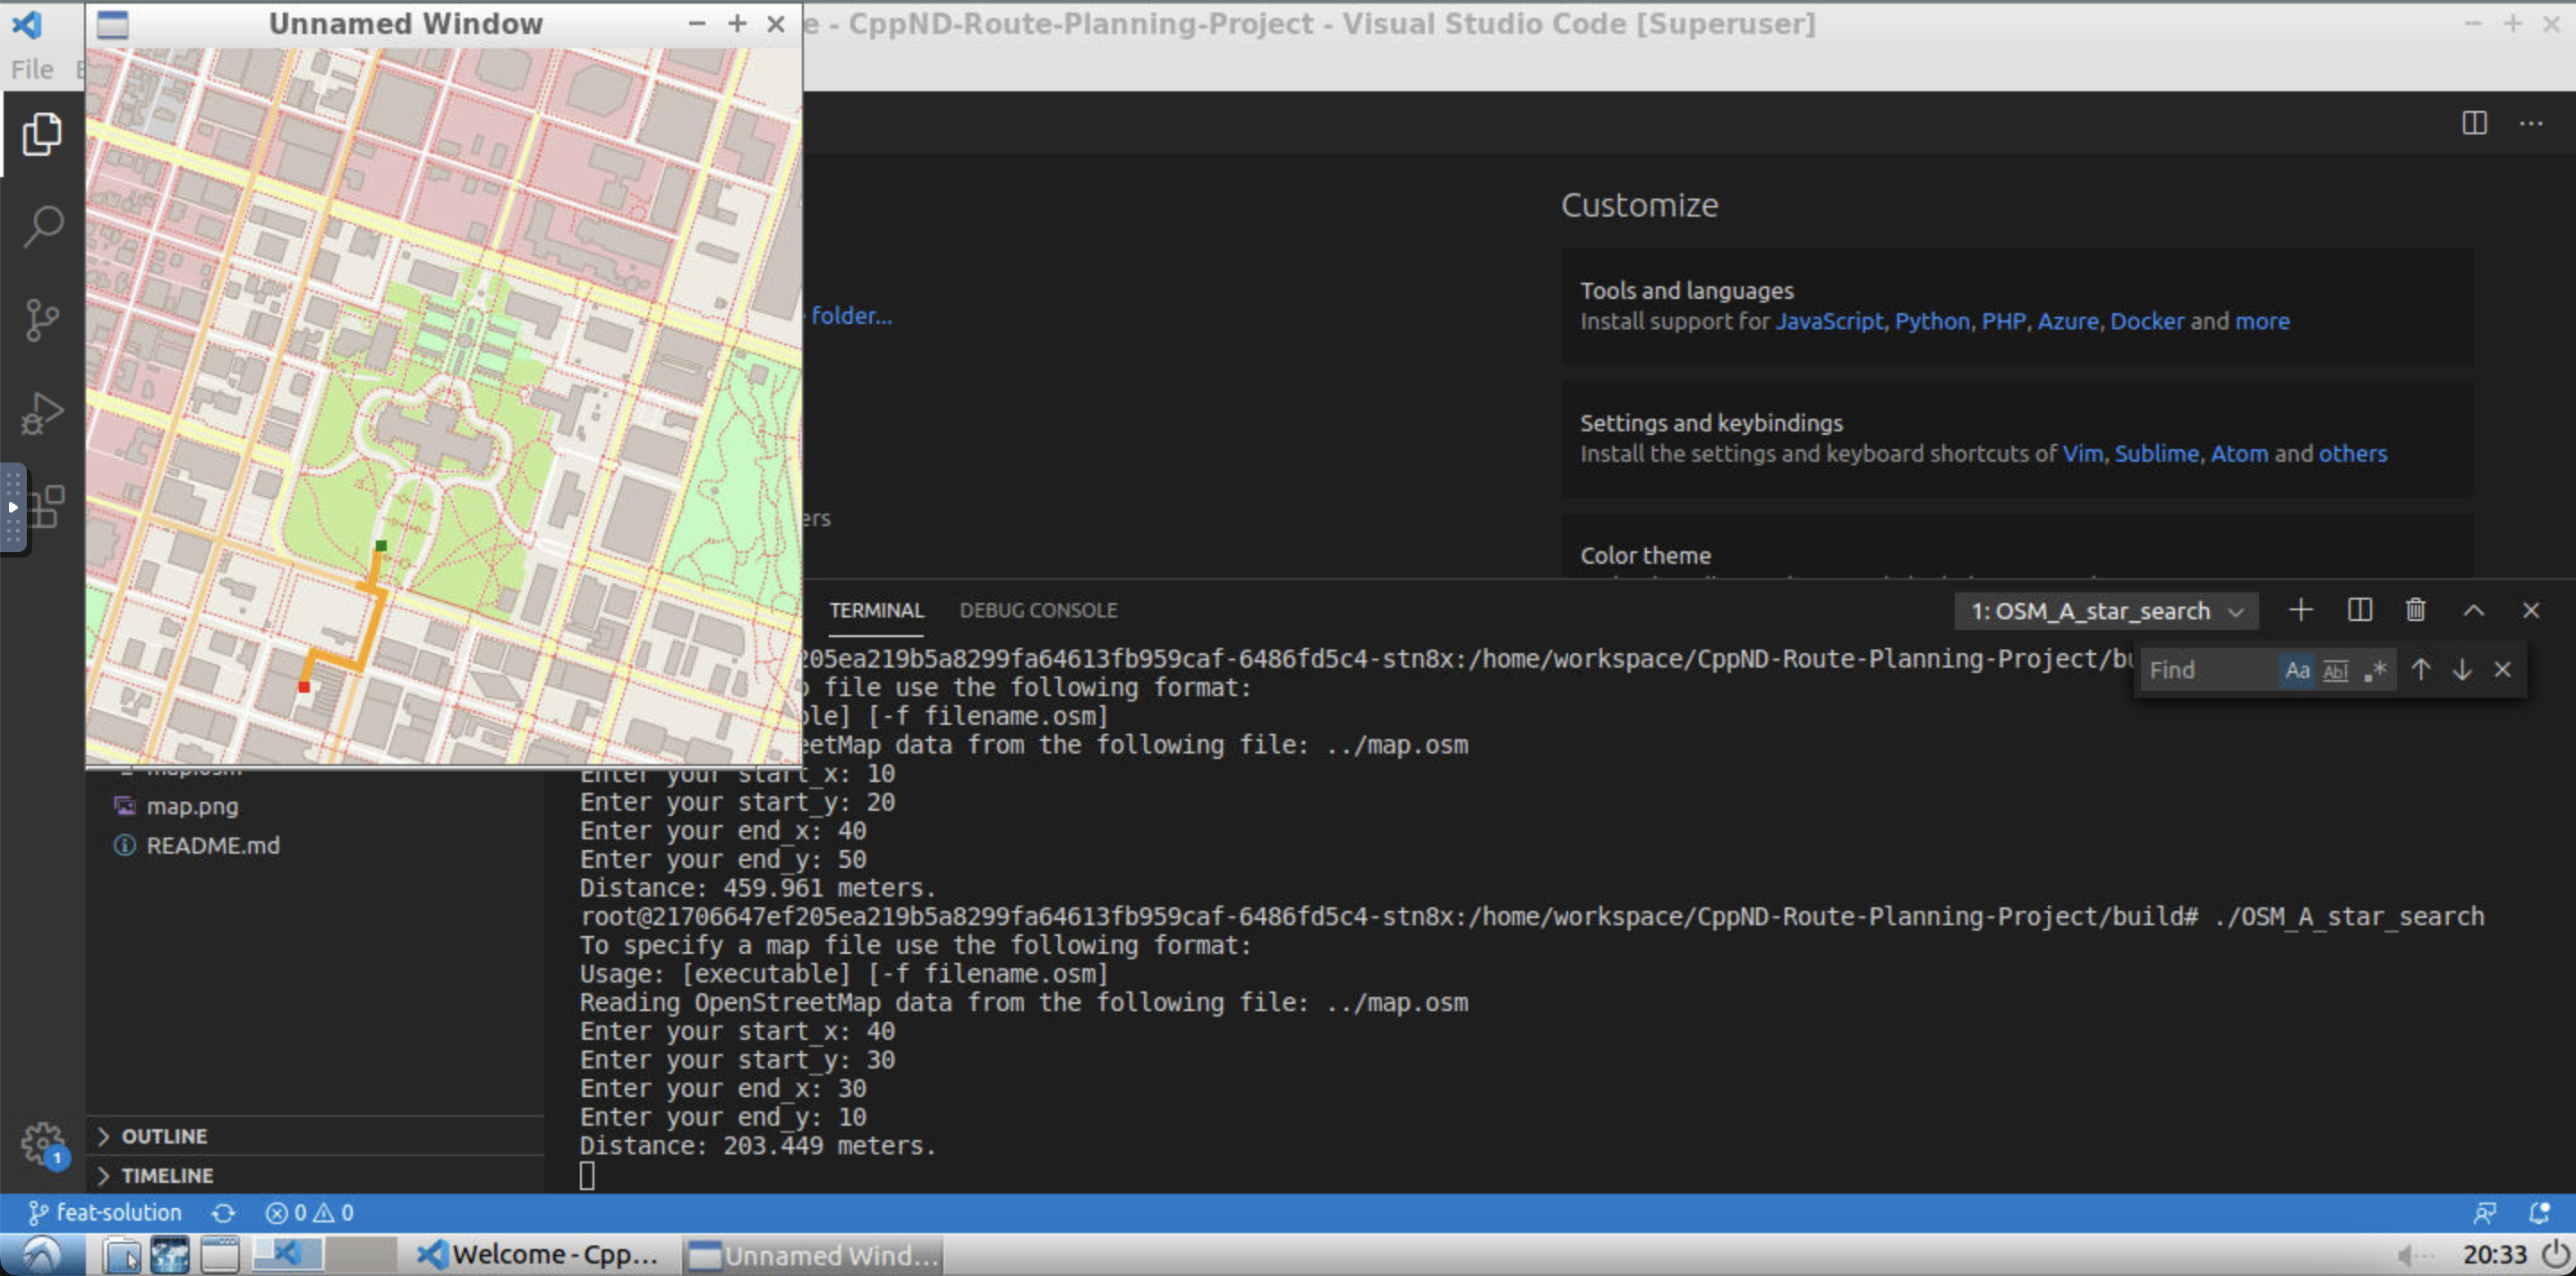 Unnamed Window
e - CppND-Route-Planning-Project - Visual Studio Code [Superuser]
File
folder...
ers
Customize
Tools and languages
Install support for JavaScript, Python, PHP, Azure, Docker and more
Settings and keybindings
Install the settings and keyboard shortcuts of Vim, Sublime, Atom and others
Color theme
TERMINAL DEBUG CONSOLE
1: OSM_A_star_search
Find Aa Abl .*
205ea219b5a8299fa64613fb959caf-6486fd5c4-stn8x:/home/workspace/CppND-Route-Planning-Project/bu
file use the following format:
ole] [-f filename.osm]
eetMap data from the following file: ../map.osm
Enter your start_x: 10
Enter your start_y: 20
Enter your end_x: 40
Enter your end_y: 50
Distance: 459.961 meters.
root@21706647ef205ea219b5a8299fa64613fb959caf-6486fd5c4-stn8x:/home/workspace/CppND-Route-Planning-Project/build# ./OSM_A_star_search
To specify a map file use the following format:
Usage: [executable] [-f filename.osm]
Reading OpenStreetMap data from the following file: ../map.osm
Enter your start_x: 40
Enter your start_y: 30
Enter your end_x: 30
Enter your end_y: 10
Distance: 203.449 meters.
map.osm
map.png
README.md
OUTLINE
TIMELINE
1
feat-solution 0 0
Welcome - Cpp...
Unnamed Wind...
20:33